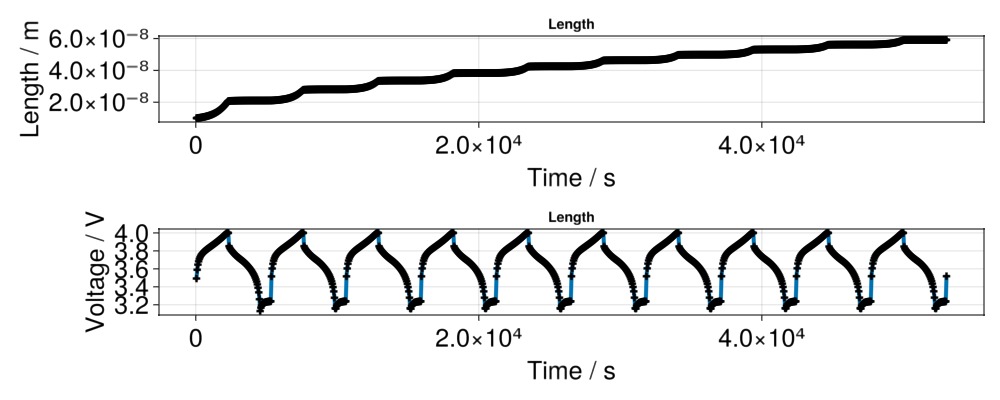 Length
Length / m
6.0×10⁻⁸
4.0×10⁻⁸
2.0×10⁻⁸
0
2.0×10⁴
4.0×10⁴
Time / s
Length
Voltage / V
4.0
3.8
3.6
3.4
3.2
0
2.0×10⁴
4.0×10⁴
Time / s